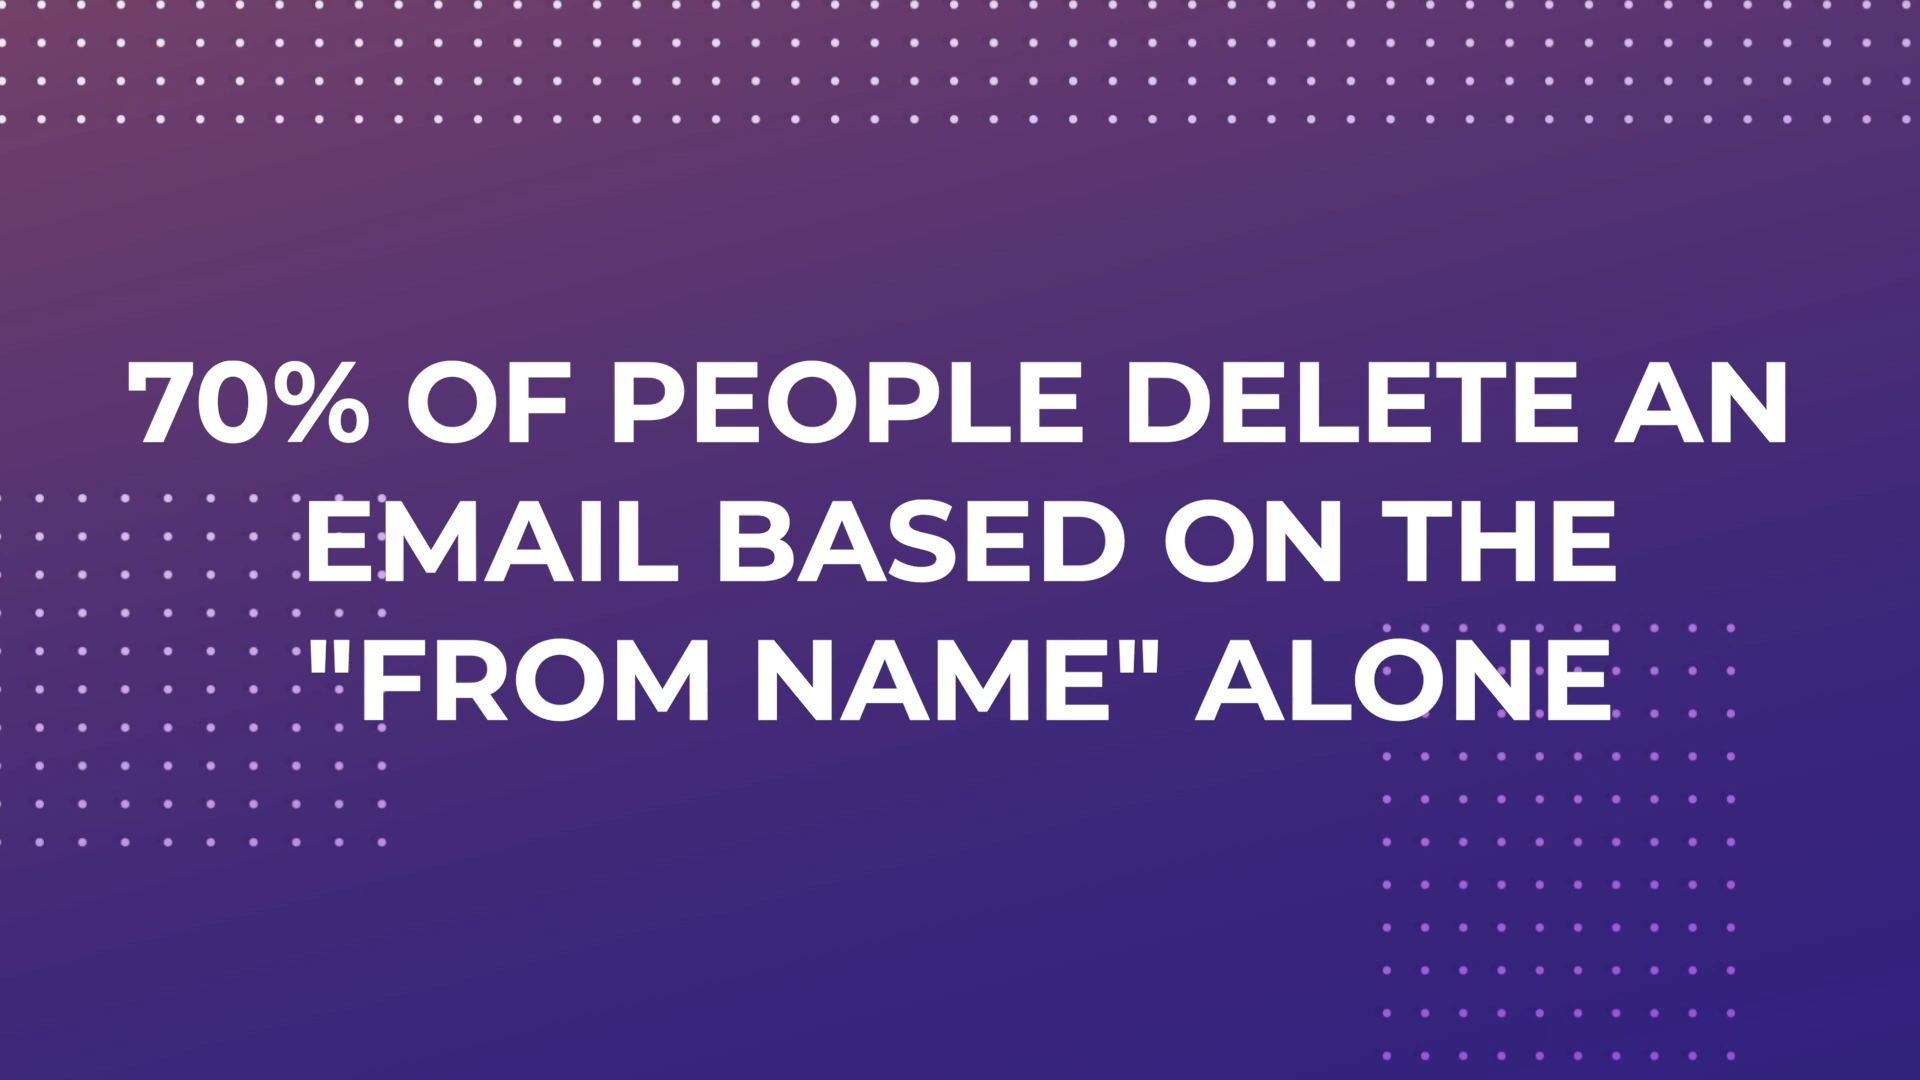 70% OF PEOPLE DELETE AN
EMAIL BASED ON THE
"FROM NAME" ALONE